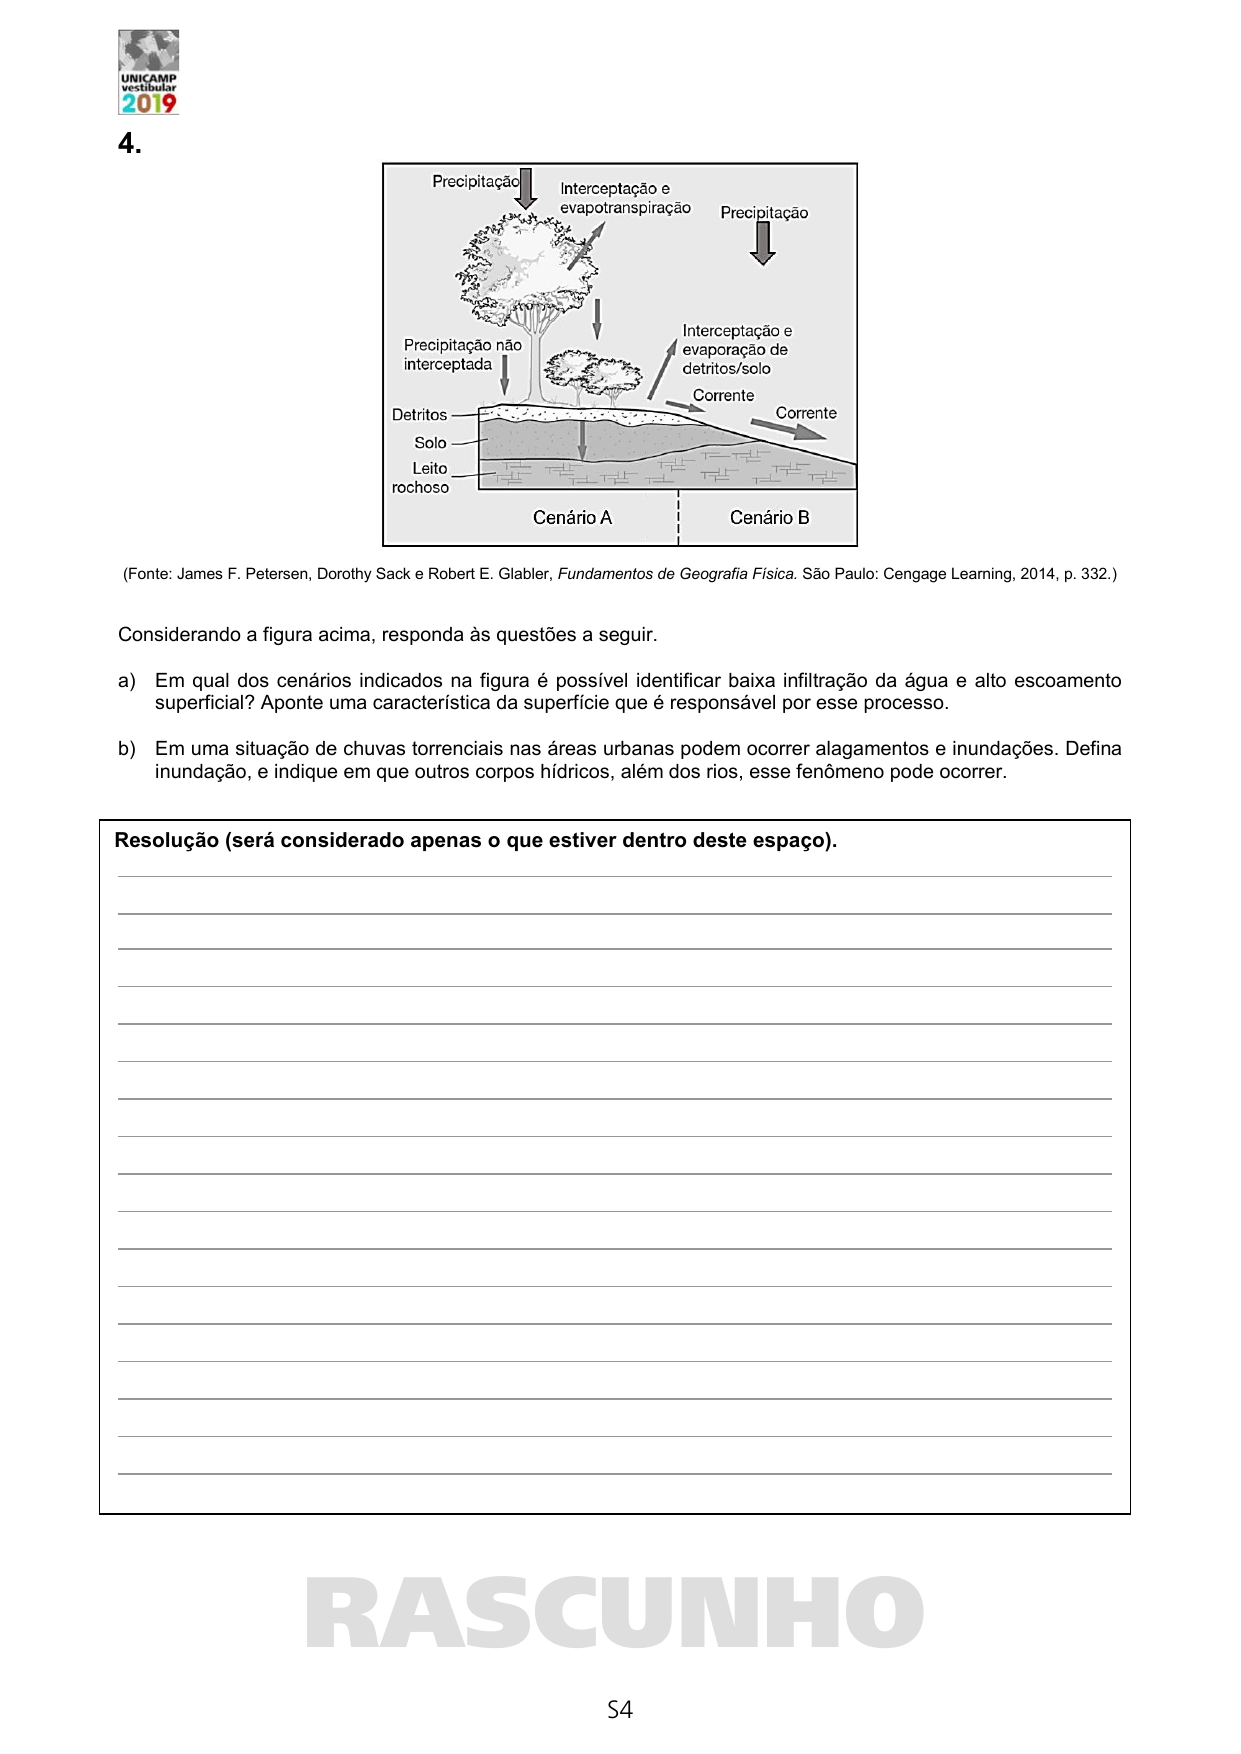 UNICAMP
vestibular
2019
4.
Precipitação
Interceptação e
evapotranspiração
Precipitação
Precipitação não
interceptada
Interceptação e
evaporação de
detritos/solo
Corrente
Corrente
Detritos
Solo
Leito
rochoso
Cenário A
Cenário B
(Fonte: James F. Petersen, Dorothy Sack e Robert E. Glabler, Fundamentos de Geografia Física. São Paulo: Cengage Learning, 2014, p. 332.)
Considerando a figura acima, responda às questões a seguir.
a) Em qual dos cenários indicados na figura é possível identificar baixa infiltração da água e alto escoamento
superficial? Aponte uma característica da superfície que é responsável por esse processo.
b) Em uma situação de chuvas torrenciais nas áreas urbanas podem ocorrer alagamentos e inundações. Defina
inundação, e indique em que outros corpos hídricos, além dos rios, esse fenômeno pode ocorrer.
Resolução (será considerado apenas o que estiver dentro deste espaço).
RASCUNHO
S4